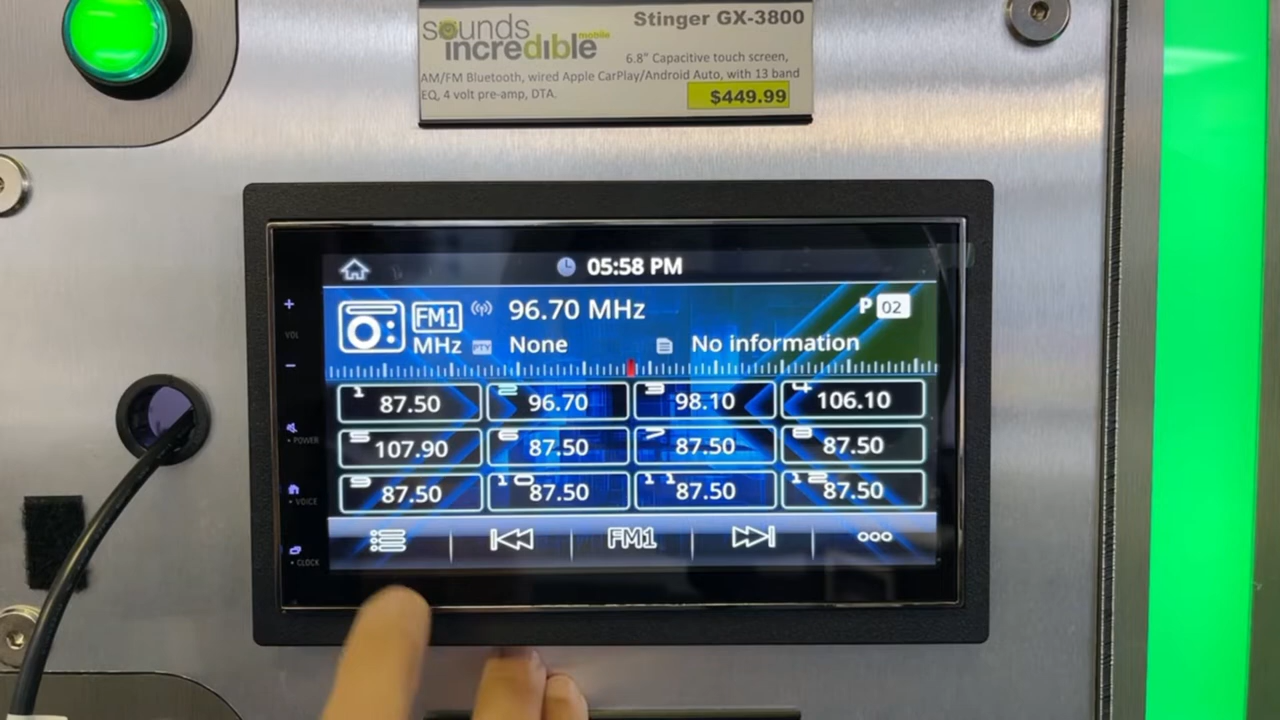 sounds
incredible mobile
Stinger GX-3800
6.8" Capacitive touch screen,
AM/FM Bluetooth, wired Apple CarPlay/Android Auto, with 13 band
EQ, 4 volt pre-amp, DTA.
$449.99
05:58 PM
FM1 96.70 MHz P 02
MHz PTY None No information
+
VOL
-
1 87.50 2 96.70 3 98.10 4 106.10
5 107.90 6 87.50 7 87.50 8 87.50
9 87.50 10 87.50 11 87.50 12 87.50
• POWER
• VOICE
• CLOCK
FM1